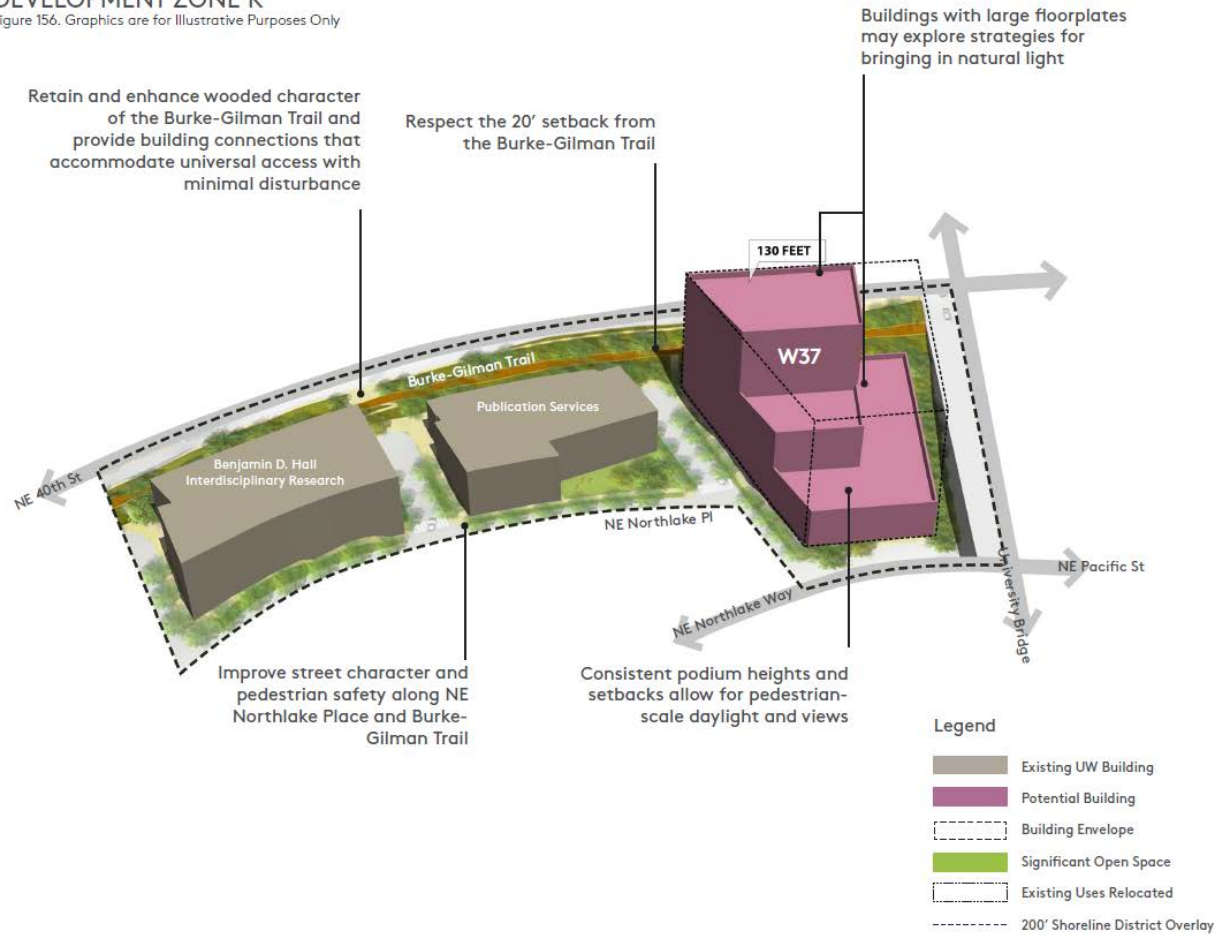 DEVELOPMENT ZONE K
Figure 156. Graphics are for Illustrative Purposes Only
Buildings with large floorplates
may explore strategies for
bringing in natural light
Retain and enhance wooded character
of the Burke-Gilman Trail and
provide building connections that
accommodate universal access with
minimal disturbance
Respect the 20’ setback from
the Burke-Gilman Trail
130 FEET
W37
Burke-Gilman Trail
Publication Services
Benjamin D. Hall
Interdisciplinary Research
NE 40th St
NE Northlake Pl
NE Northlake Way
University Bridge
NE Pacific St
Improve street character and
pedestrian safety along NE
Northlake Place and Burke-
Gilman Trail
Consistent podium heights and
setbacks allow for pedestrian-
scale daylight and views
Legend
Existing UW Building
Potential Building
Building Envelope
Significant Open Space
Existing Uses Relocated
200’ Shoreline District Overlay